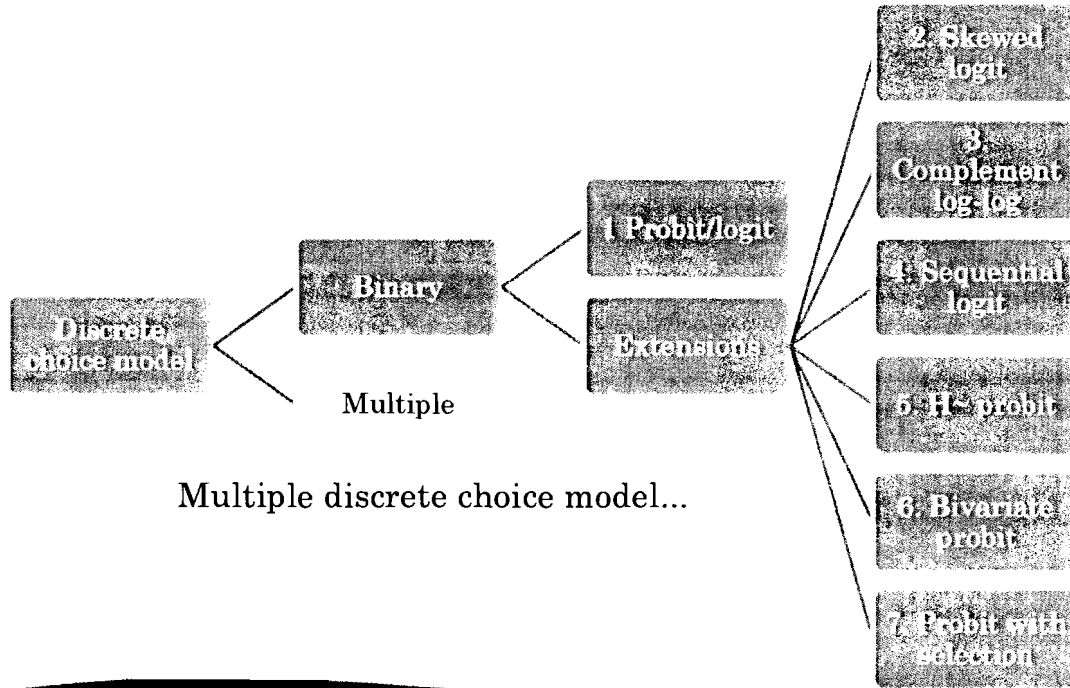 2. Skewed
logit
3
Complement
log-log
1 Probit/logit
4. Sequential
logit
Binary
Discrete
choice model
Extensions
5. H~ probit
Multiple
Multiple discrete choice model...
6. Bivariate
probit
7. Probit with
selection